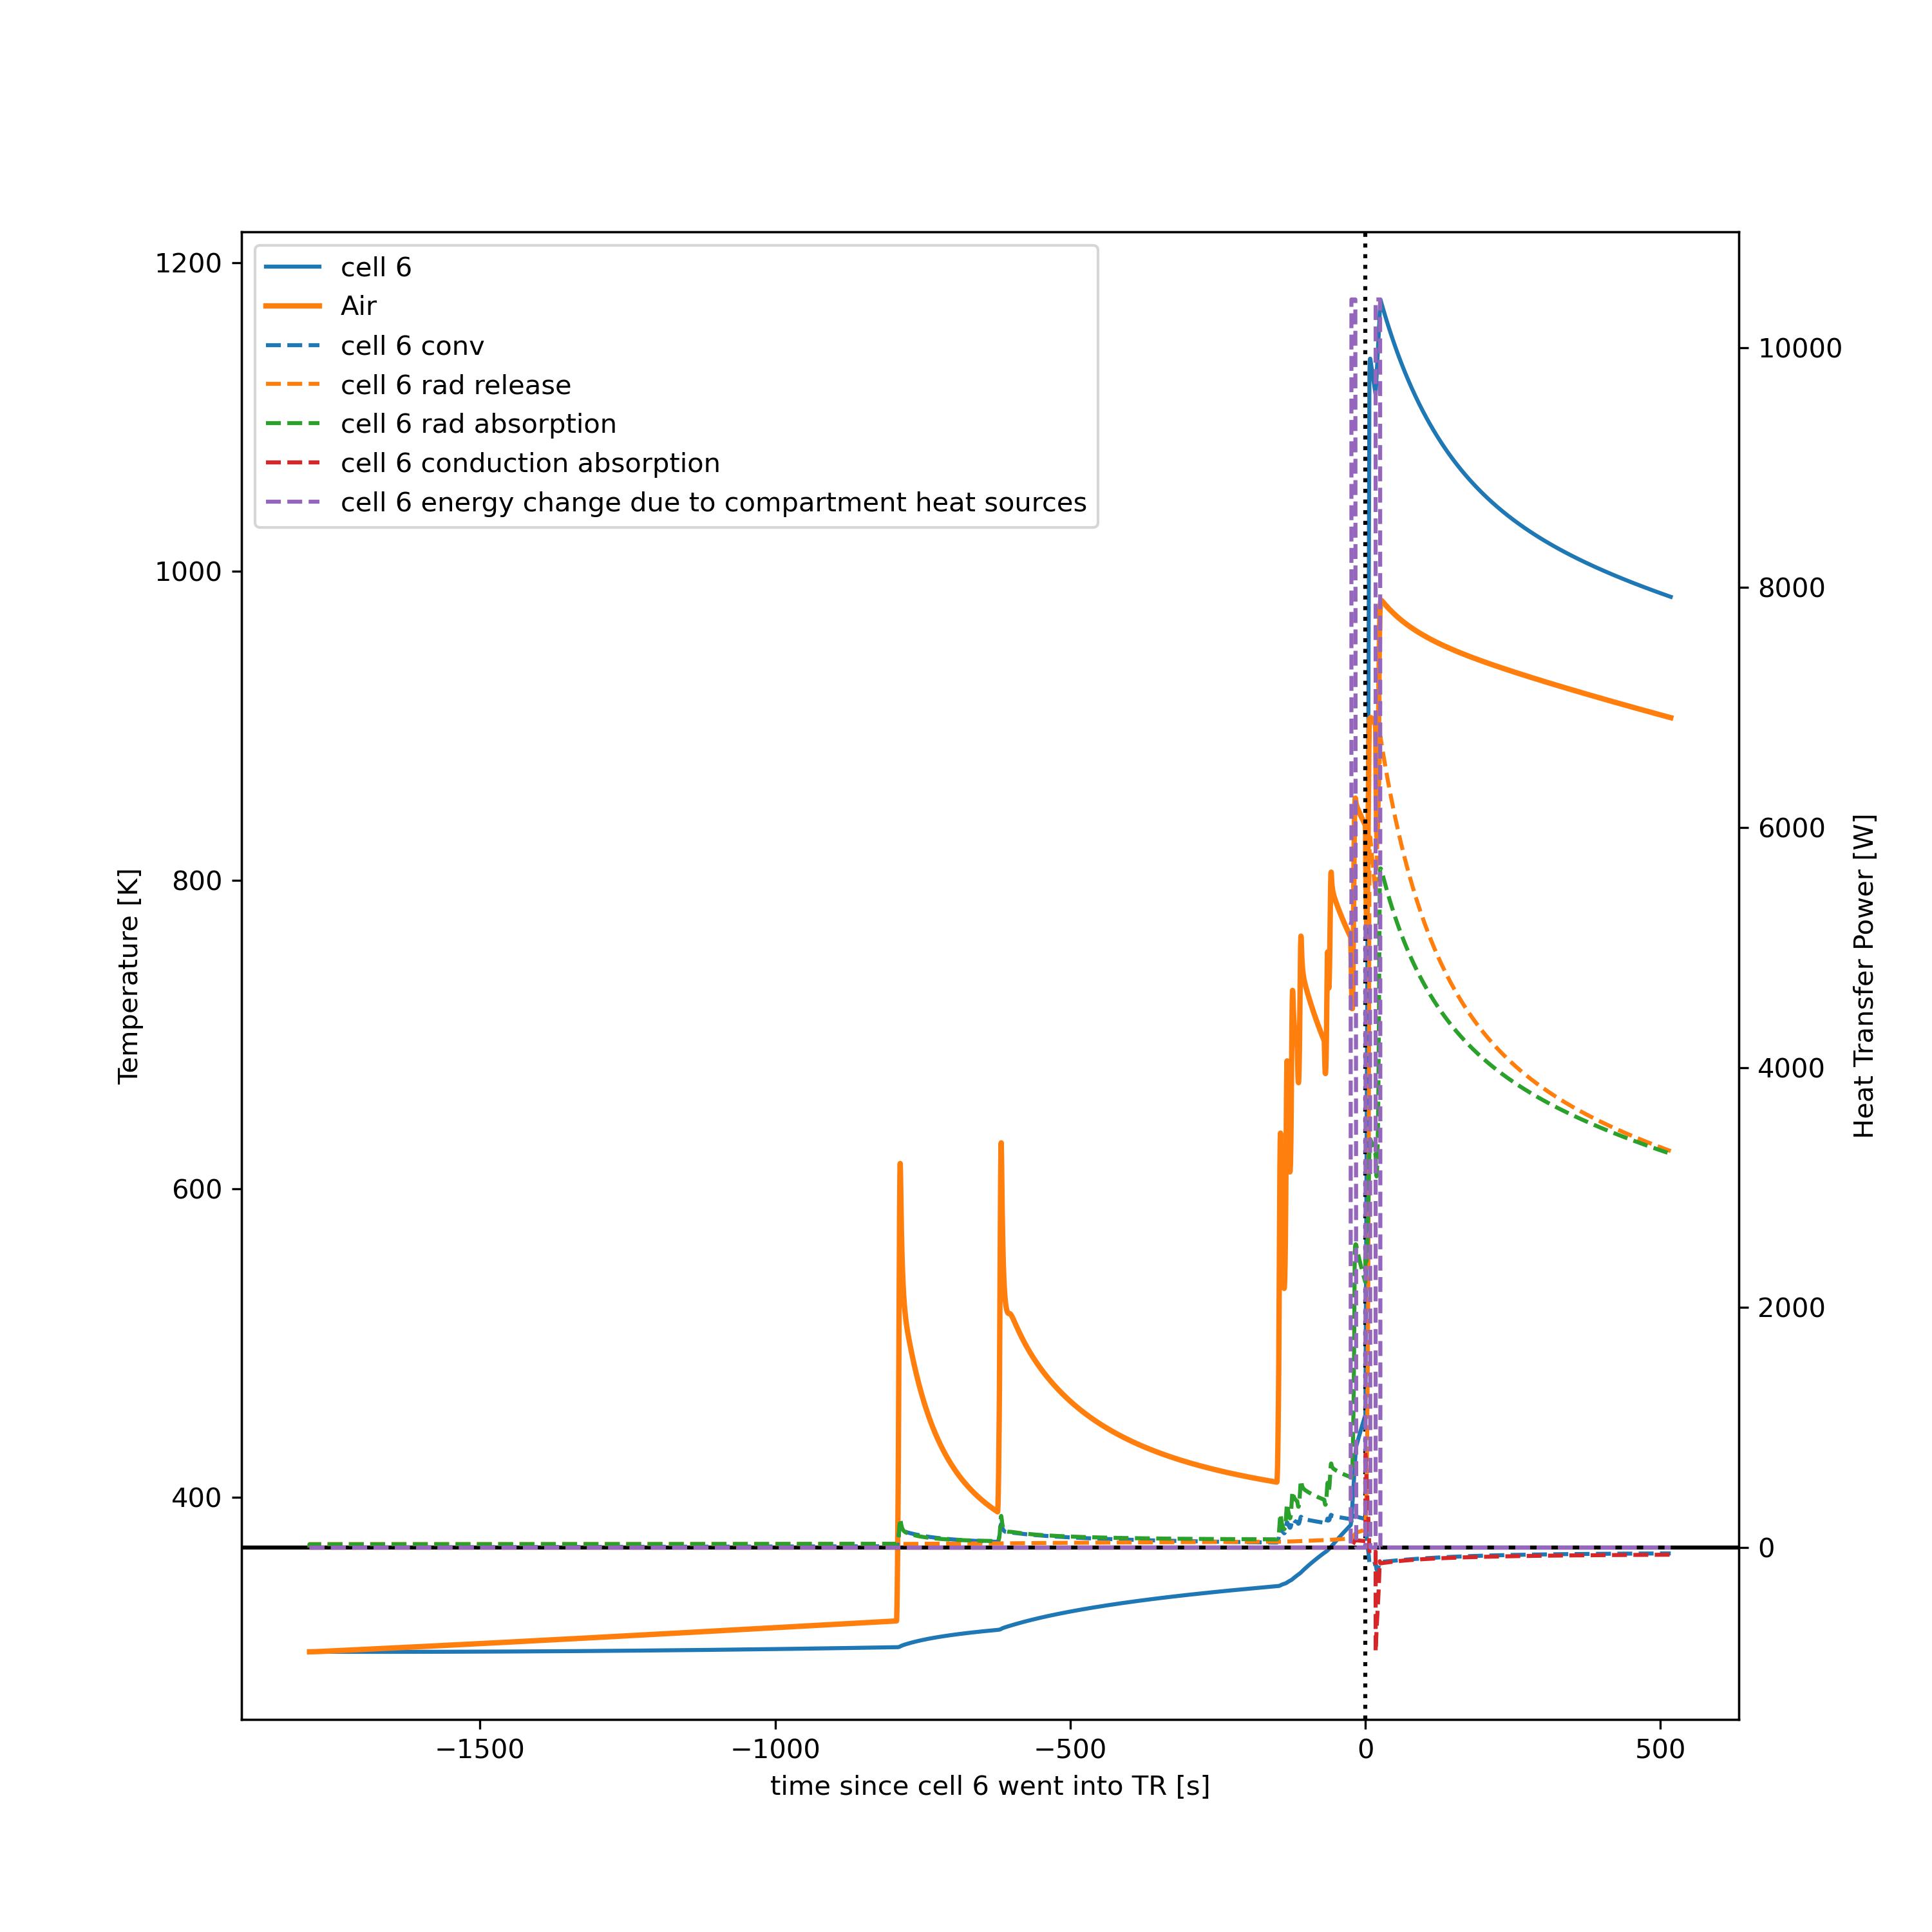 cell 6
Air
cell 6 conv
cell 6 rad release
cell 6 rad absorption
cell 6 conduction absorption
cell 6 energy change due to compartment heat sources
Temperature [K]
1200
1000
800
600
400
10000
8000
6000
4000
2000
0
Heat Transfer Power [W]
−1500 −1000 −500 0 500
time since cell 6 went into TR [s]